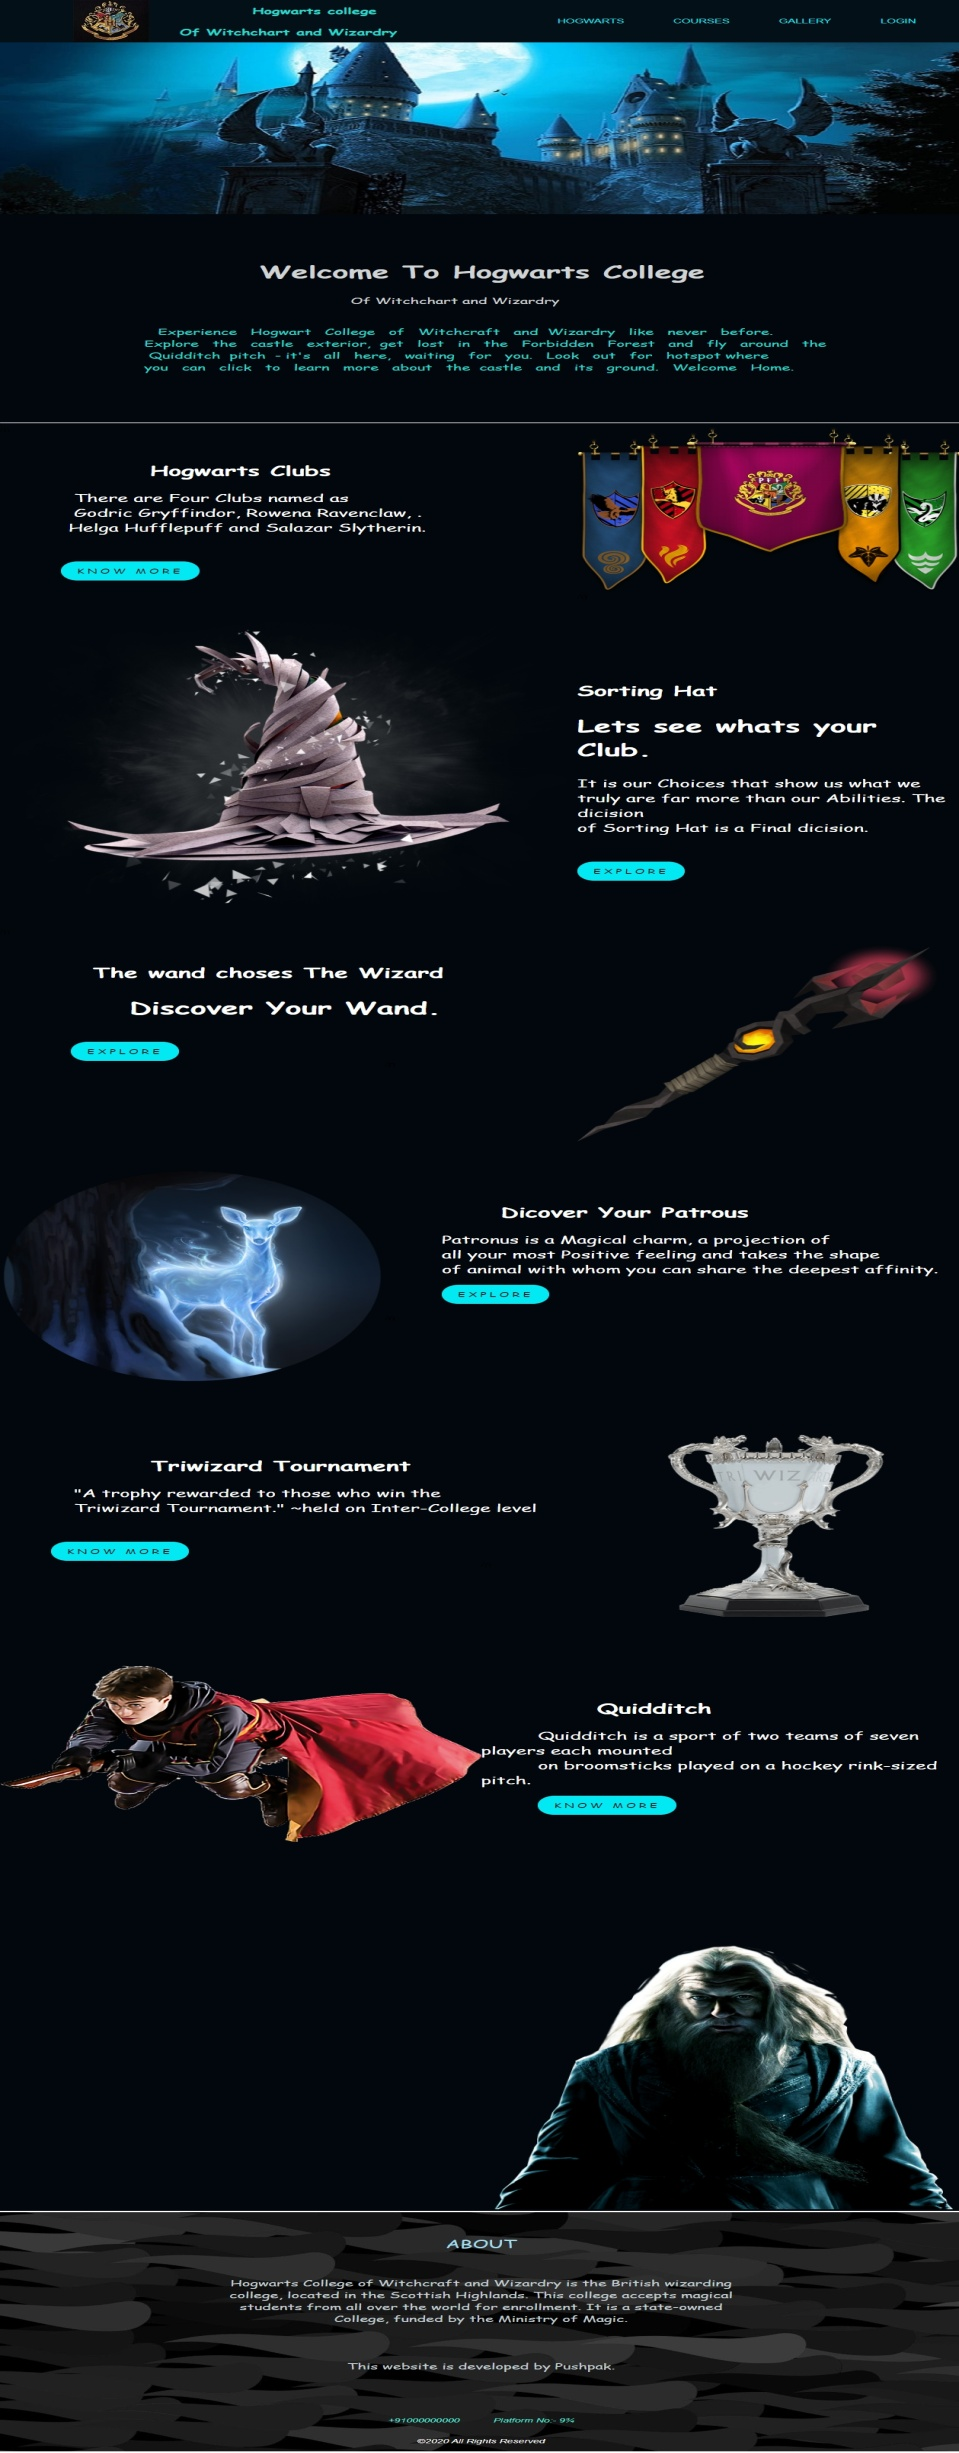 Hogwarts college
Of Witchchart and Wizardry
HOGWARTS COURSES GALLERY LOGIN
Welcome To Hogwarts College
Of Witchchart and Wizardry
Experience Hogwart College of Witchcraft and Wizardry like never before.
Explore the castle exterior, get lost in the Forbidden Forest and fly around the
Quidditch pitch - it's all here, waiting for you. Look out for hotspot where
you can click to learn more about the castle and its ground. Welcome Home.
Hogwarts Clubs
There are Four Clubs named as
Godric Gryffindor, Rowena Ravenclaw, .
Helga Hufflepuff and Salazar Slytherin.
KNOW MORE
Sorting Hat
Lets see whats your
Club.
It is our Choices that show us what we
truly are far more than our Abilities. The
dicision
of Sorting Hat is a Final dicision.
EXPLORE
The wand choses The Wizard
Discover Your Wand.
EXPLORE
Dicover Your Patrous
Patronus is a Magical charm, a projection of
all your most Positive feeling and takes the shape
of animal with whom you can share the deepest affinity.
EXPLORE
Triwizard Tournament
"A trophy rewarded to those who win the
Triwizard Tournament." ~held on Inter-College level
KNOW MORE
TRI WIZ
Quidditch
Quidditch is a sport of two teams of seven
players each mounted
on broomsticks played on a hockey rink-sized
pitch.
KNOW MORE
ABOUT
Hogwarts College of Witchcraft and Wizardry is the British wizarding
college, located in the Scottish Highlands. This college accepts magical
students from all over the world for enrollment. It is a state-owned
College, funded by the Ministry of Magic.
This website is developed by Pushpak.
+91000000000 Platform No:- 9¾
©2020 All Rights Reserved